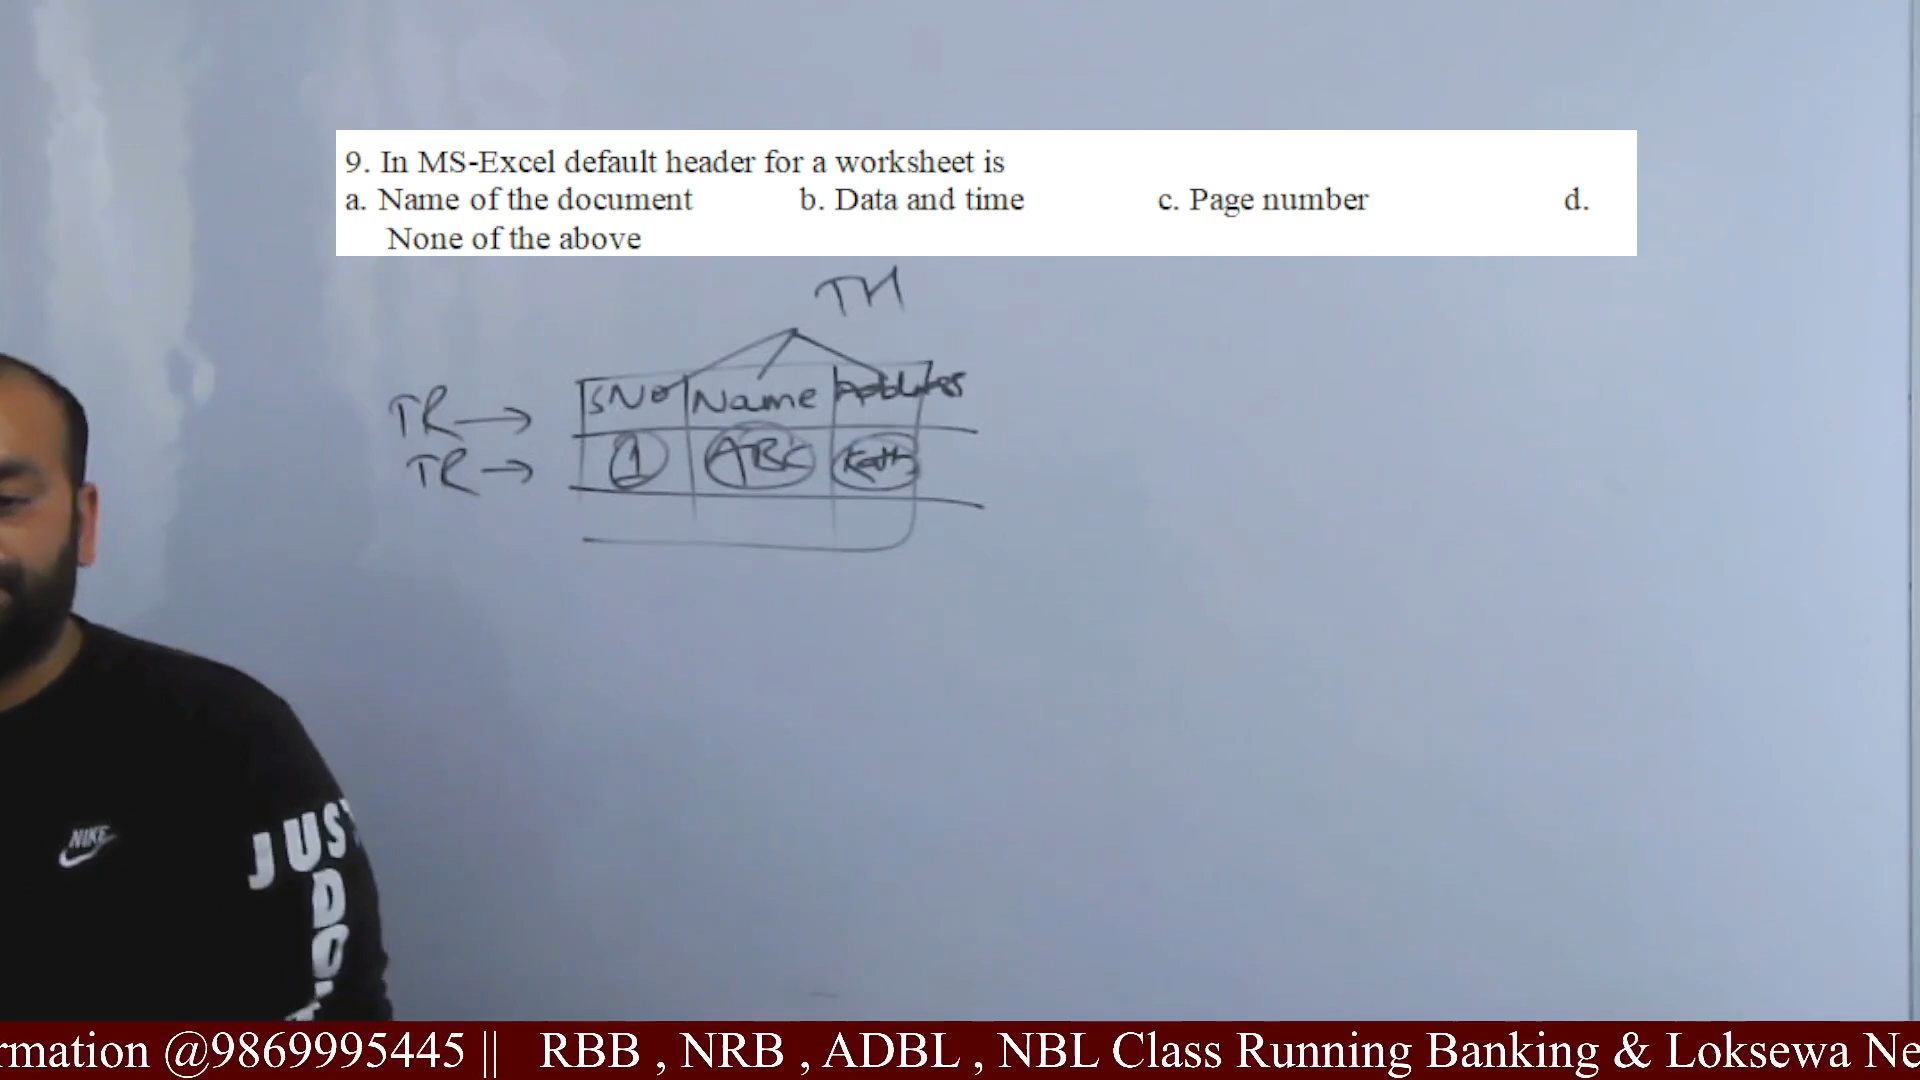 9. In MS-Excel default header for a worksheet is
a. Name of the document b. Data and time c. Page number d.
None of the above
TH
TR → SNo Name Address
TR → 1 ABC Kath
NIKE
JUST
DO
rmation @9869995445 || RBB , NRB , ADBL , NBL Class Running Banking & Loksewa Ne